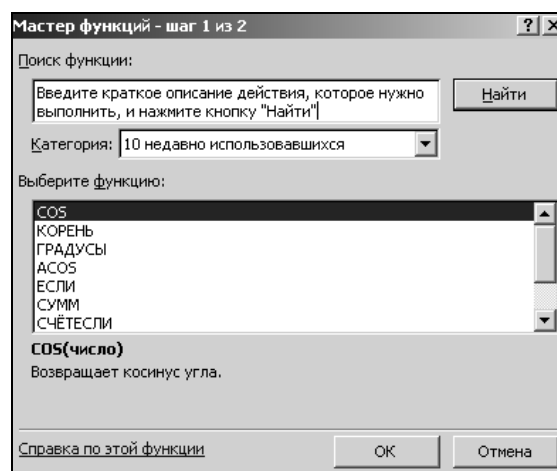 Мастер функций - шаг 1 из 2
Поиск функции:
Введите краткое описание действия, которое нужно
выполнить, и нажмите кнопку "Найти"
Найти
Категория: 10 недавно использовавшихся
Выберите функцию:
COS
КОРЕНЬ
ГРАДУСЫ
ACOS
ЕСЛИ
СУММ
СЧЁТЕСЛИ
COS(число)
Возвращает косинус угла.
Справка по этой функции
ОК
Отмена